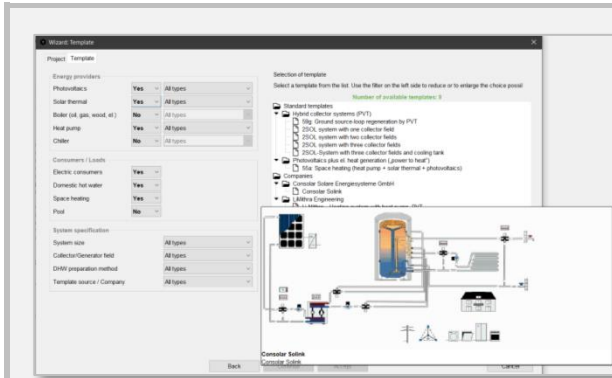 Wizard: Template
Project Template
Energy providers
Photovoltaics Yes All types
Solar thermal Yes All types
Boiler (oil, gas, wood, el.) No All types
Heat pump Yes All types
Chiller No All types
Consumers / Loads
Electric consumers Yes
Domestic hot water Yes
Space heating Yes
Pool No
System specification
System size All types
Collector/Generator field All types
DHW preparation method All types
Template source / Company All types
Selection of template
Select a template from the list. Use the filter on the left side to reduce or to enlarge the choice possi
Number of available templates: 8
Standard templates
Hybrid collector systems (PVT)
59g: Ground source loop regeneration by PVT
2SOL system with one collector field
2SOL system with two collector fields
2SOL system with three collector fields
2SOL-System with three collector fields and cooling tank
Photovoltaics plus el. heat generation („power to heat")
55a: Space heating (heat pump + solar thermal + photovoltaics)
Companies
Consolar Solare Energiesysteme GmbH
Consolar Solink
Engineering
Consolar Solink
Consolar Solink
Back
Cancel